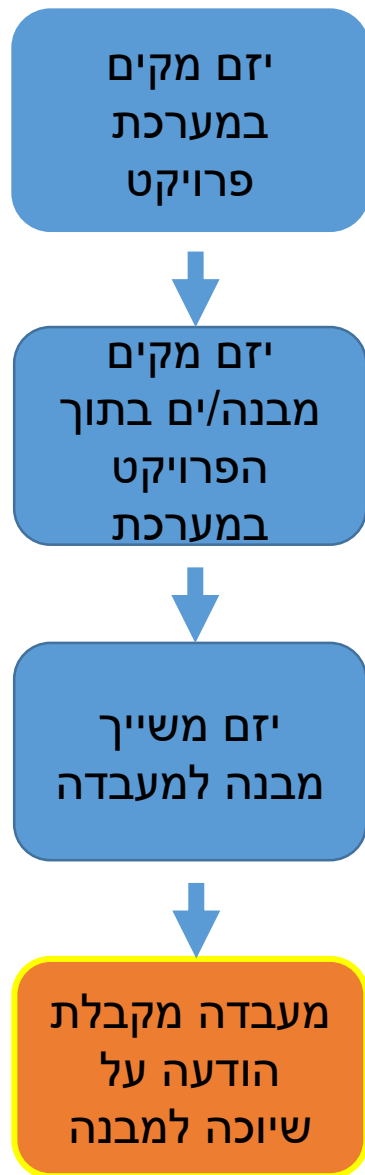 יזם מקים
במערכת
פרויקט
יזם מקים
מבנה/ים בתוך
הפרויקט
במערכת
יזם משייך
מבנה למעבדה
מעבדה מקבלת
הודעה על
שיוכה למבנה